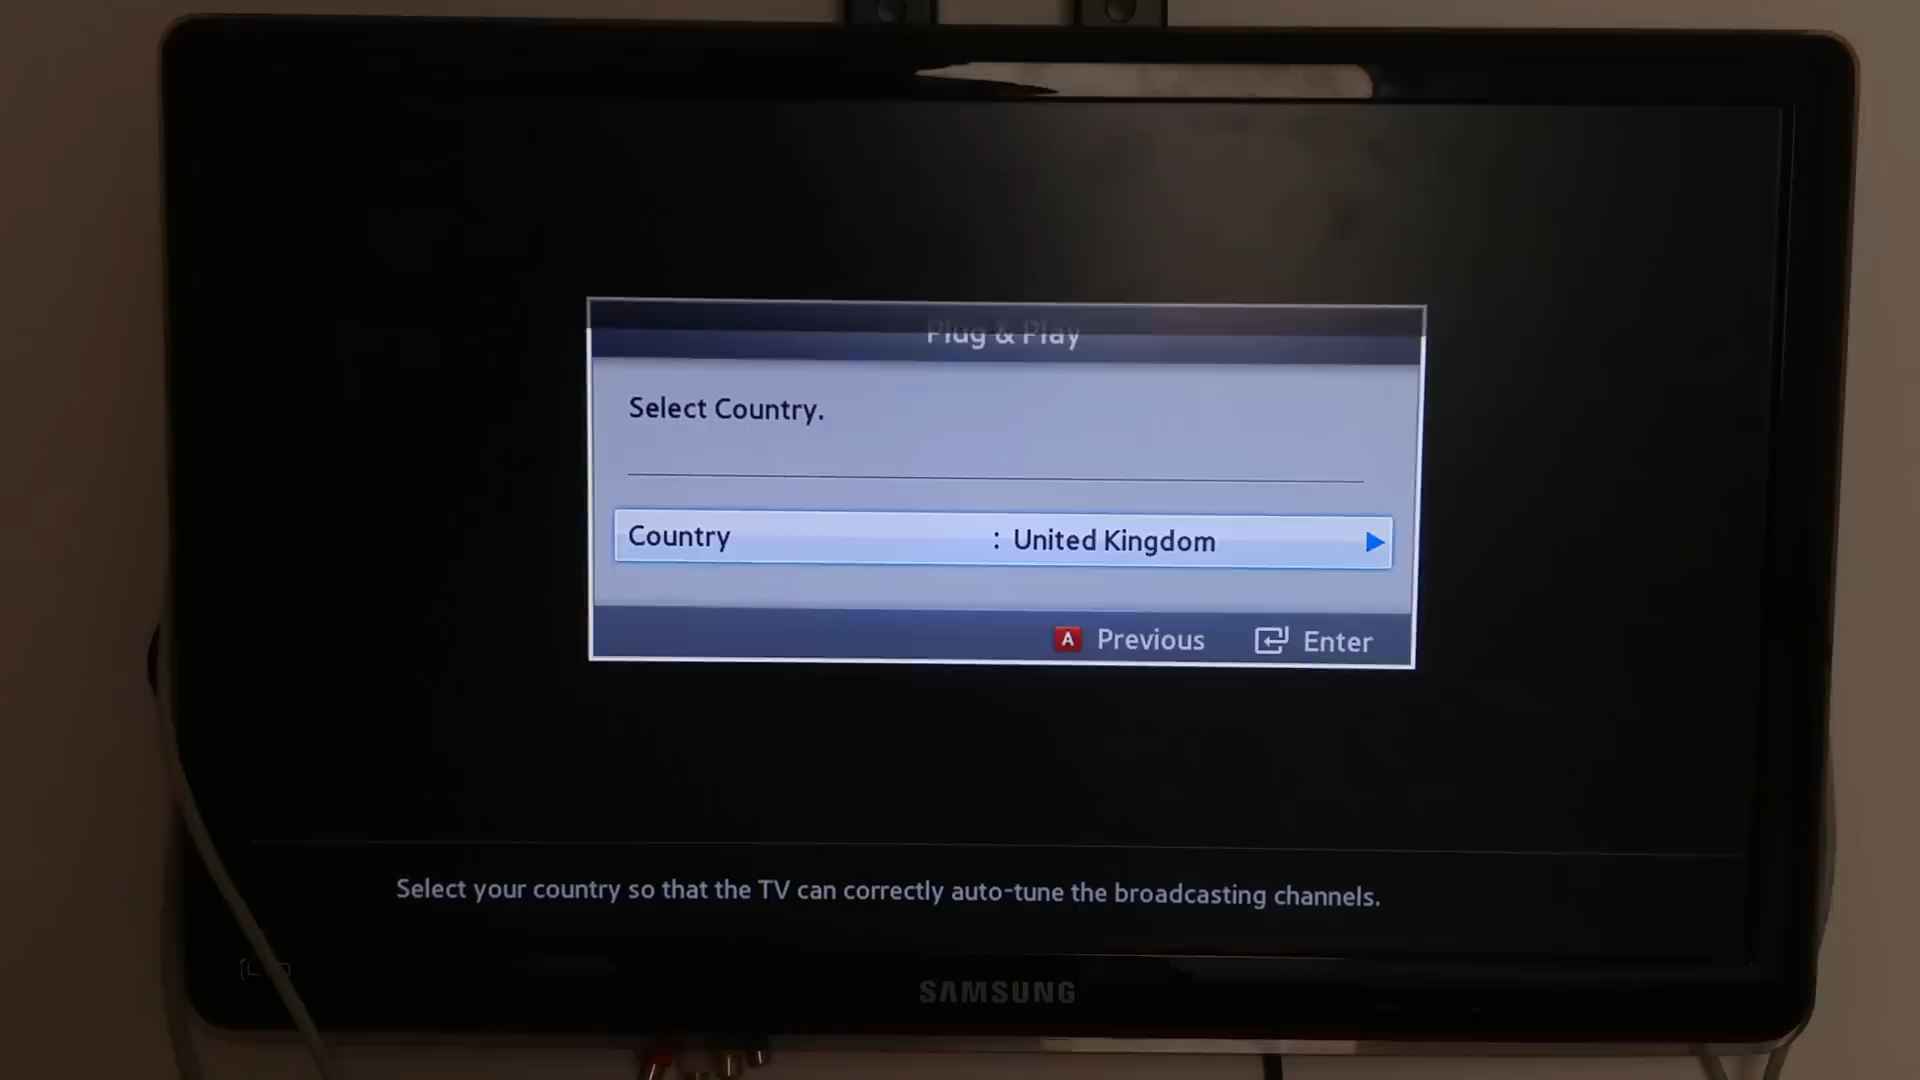 Plug & Play
Select Country.
Country : United Kingdom
A Previous Enter
Select your country so that the TV can correctly auto-tune the broadcasting channels.
SAMSUNG